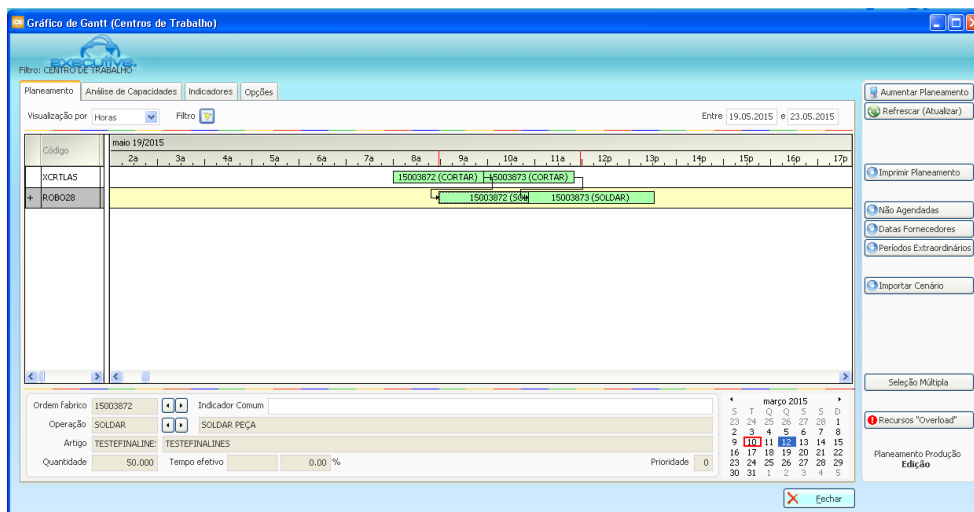 Gráfico de Gantt (Centros de Trabalho)
executive.
Filtro: CENTRO DE TRABALHO
Planeamento Análise de Capacidades Indicadores Opções
Visualização por Horas Filtro Entre 19.05.2015 e 23.05.2015
Código maio 19/2015
2a 3a 4a 5a 6a 7a 8a 9a 10a 11a 12p 13p 14p 15p 16p 17p
XCRTLAS 15003872 (CORTAR) 15003873 (CORTAR)
+ ROBO28 15003872 (SOL 15003873 (SOLDAR)
Aumentar Planeamento
Refrescar (Atualizar)
Imprimir Planeamento
Não Agendadas
Datas Fornecedores
Períodos Extraordinários
Importar Cenário
Seleção Múltipla
Recursos "Overload"
Planeamento Produção
Edição
Ordem fabrico 15003872 Indicador Comum
Operação SOLDAR SOLDAR PEÇA
Artigo TESTEFINALINE: TESTEFINALINES
Quantidade 50.000 Tempo efetivo 0.00 % Prioridade 0
março 2015
S T Q Q S S D
23 24 25 26 27 28 1
2 3 4 5 6 7 8
9 10 11 12 13 14 15
16 17 18 19 20 21 22
23 24 25 26 27 28 29
30 31 1 2 3 4 5
Fechar